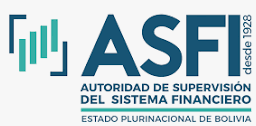 ASFI
desde 1928
AUTORIDAD DE SUPERVISIÓN
DEL SISTEMA FINANCIERO
ESTADO PLURINACIONAL DE BOLIVIA